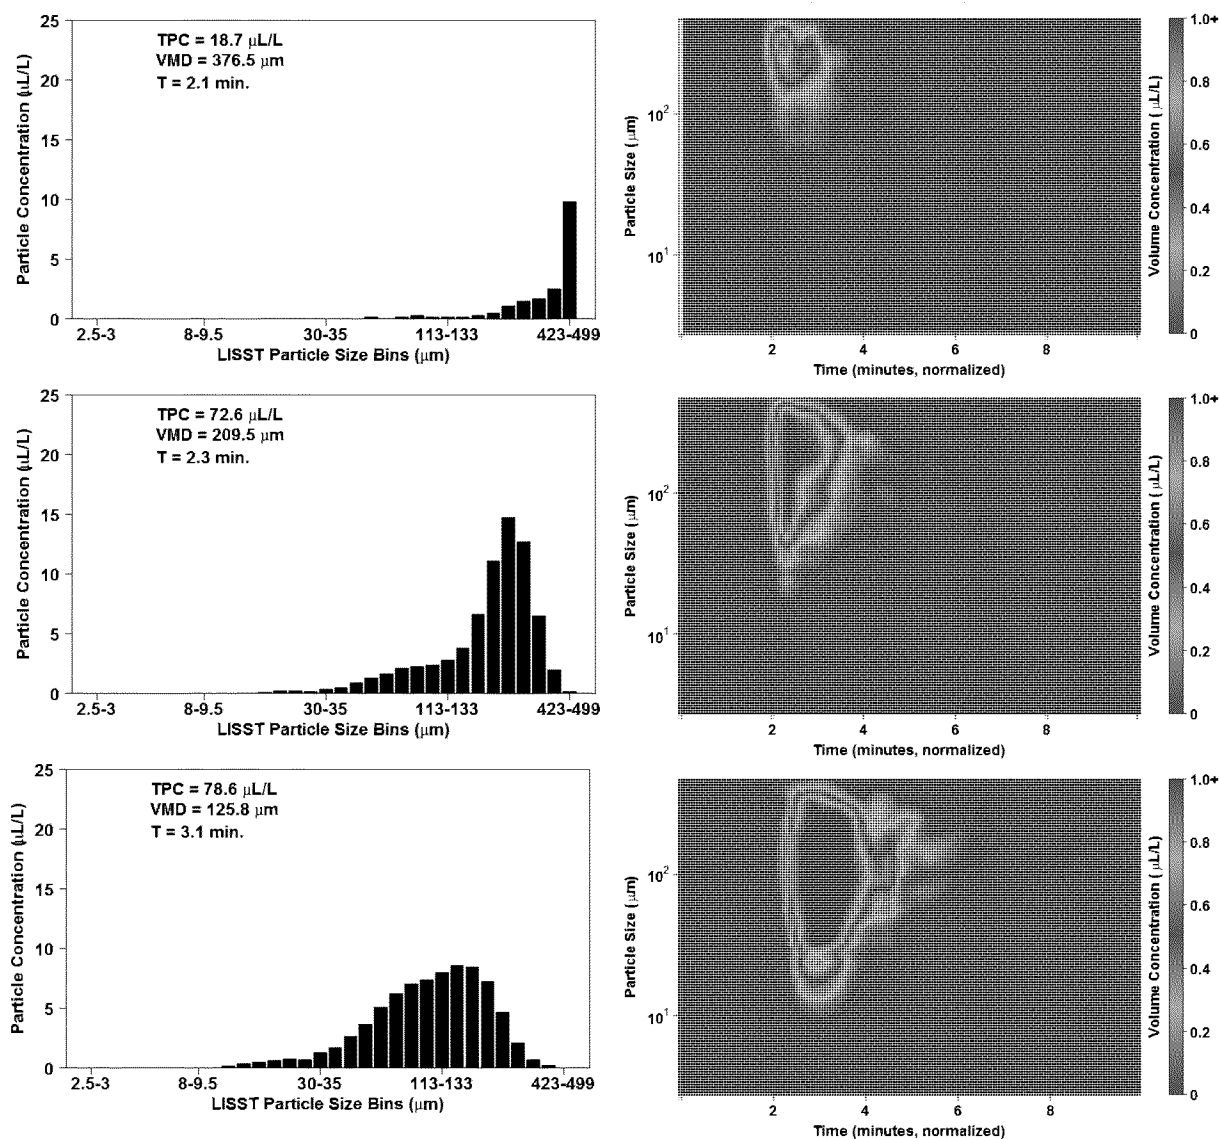 TPC = 18.7 μL/L
VMD = 376.5 μm
T = 2.1 min.
Particle Concentration (μL/L)
25
20
15
10
5
0
2.5-3 8-9.5 30-35 113-133 423-499
LISST Particle Size Bins (μm)
Particle Size (μm)
10²
10¹
2 4 6 8
Time (minutes, normalized)
Volume Concentration (μL/L)
1.0+
0.8
0.6
0.4
0.2
0
TPC = 72.6 μL/L
VMD = 209.5 μm
T = 2.3 min.
Particle Concentration (μL/L)
25
20
15
10
5
0
2.5-3 8-9.5 30-35 113-133 423-499
LISST Particle Size Bins (μm)
Particle Size (μm)
10²
10¹
2 4 6 8
Time (minutes, normalized)
Volume Concentration (μL/L)
1.0+
0.8
0.6
0.4
0.2
0
TPC = 78.6 μL/L
VMD = 125.8 μm
T = 3.1 min.
Particle Concentration (μL/L)
25
20
15
10
5
0
2.5-3 8-9.5 30-35 113-133 423-499
LISST Particle Size Bins (μm)
Particle Size (μm)
10²
10¹
2 4 6 8
Time (minutes, normalized)
Volume Concentration (μL/L)
1.0+
0.8
0.6
0.4
0.2
0